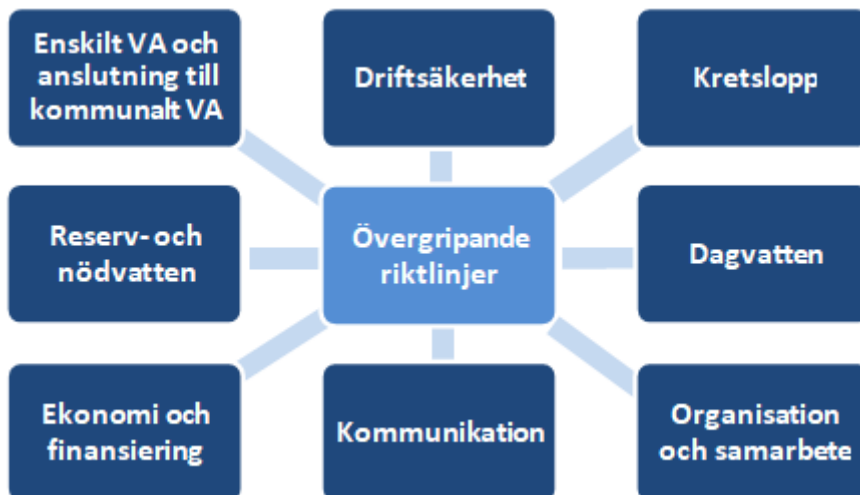 Enskilt VA och
anslutning till
kommunalt VA
Driftsäkerhet
Kretslopp
Reserv- och
nödvatten
Övergripande
riktlinjer
Dagvatten
Ekonomi och
finansiering
Kommunikation
Organisation
och samarbete